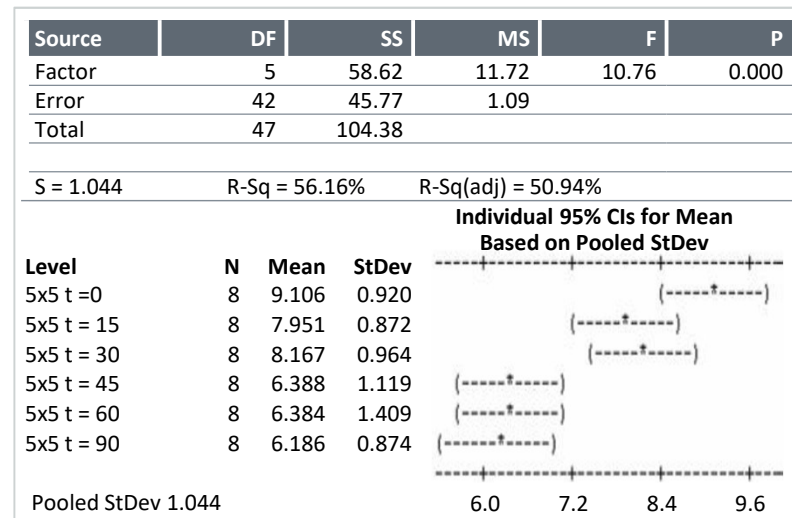 Source DF SS MS F P
Factor 5 58.62 11.72 10.76 0.000
Error 42 45.77 1.09
Total 47 104.38
S = 1.044 R-Sq = 56.16% R-Sq(adj) = 50.94%
Individual 95% CIs for Mean
Based on Pooled StDev
Level N Mean StDev -----+---------+---------+---------+---
5x5 t =0 8 9.106 0.920 (-----*-----)
5x5 t = 15 8 7.951 0.872 (-----*-----)
5x5 t = 30 8 8.167 0.964 (-----*-----)
5x5 t = 45 8 6.388 1.119 (-----*-----)
5x5 t = 60 8 6.384 1.409 (-----*-----)
5x5 t = 90 8 6.186 0.874 (------*-----)
-----+---------+---------+---------+---
Pooled StDev 1.044 6.0 7.2 8.4 9.6